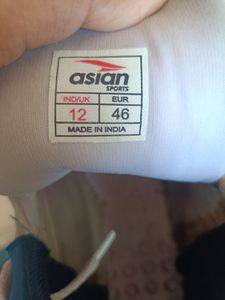 asian
SPORTS
IND/UK EUR
12 46
MADE IN INDIA